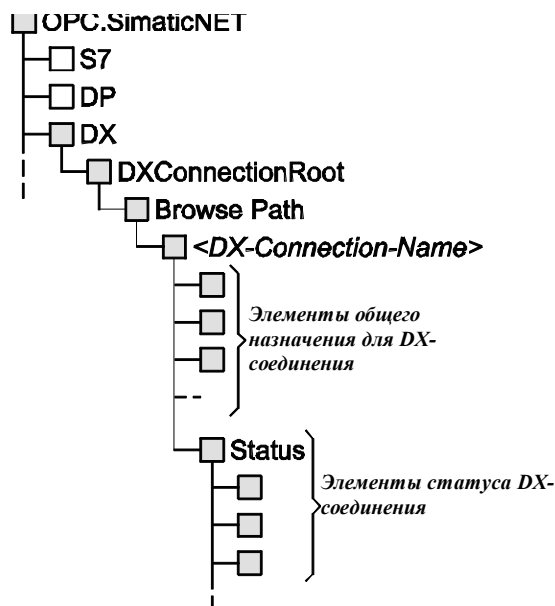 OPC.SimaticNET
S7
DP
DX
DXConnectionRoot
Browse Path
<DX-Connection-Name>
Элементы общего
назначения для DX-
соединения
Status
Элементы статуса DX-
соединения